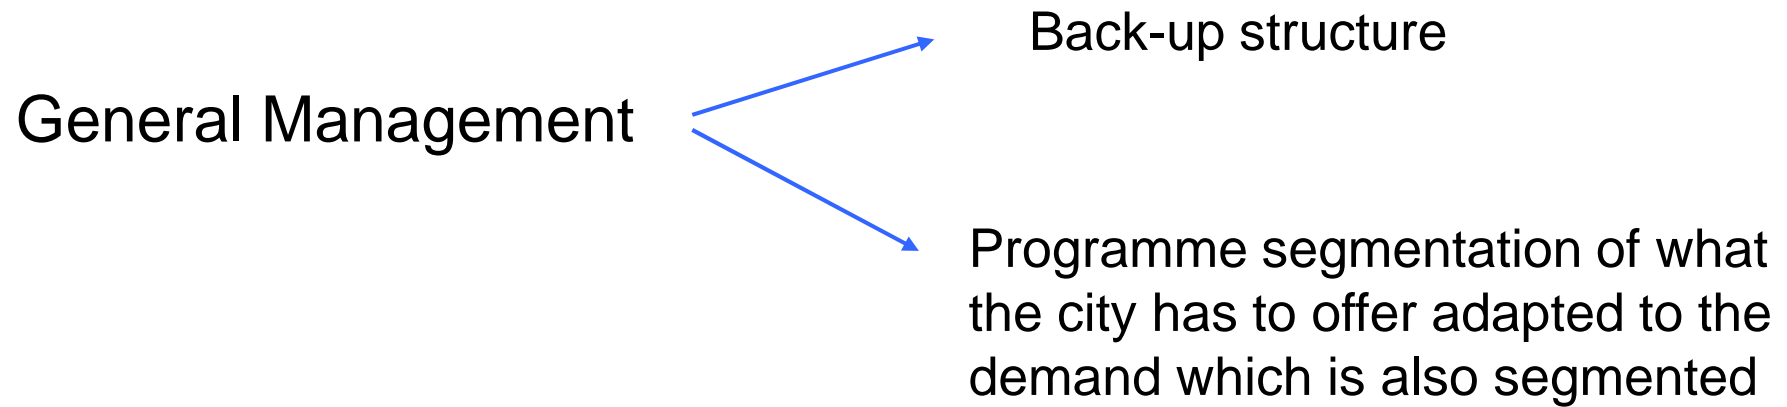 Back-up structure
General Management
Programme segmentation of what
the city has to offer adapted to the
demand which is also segmented